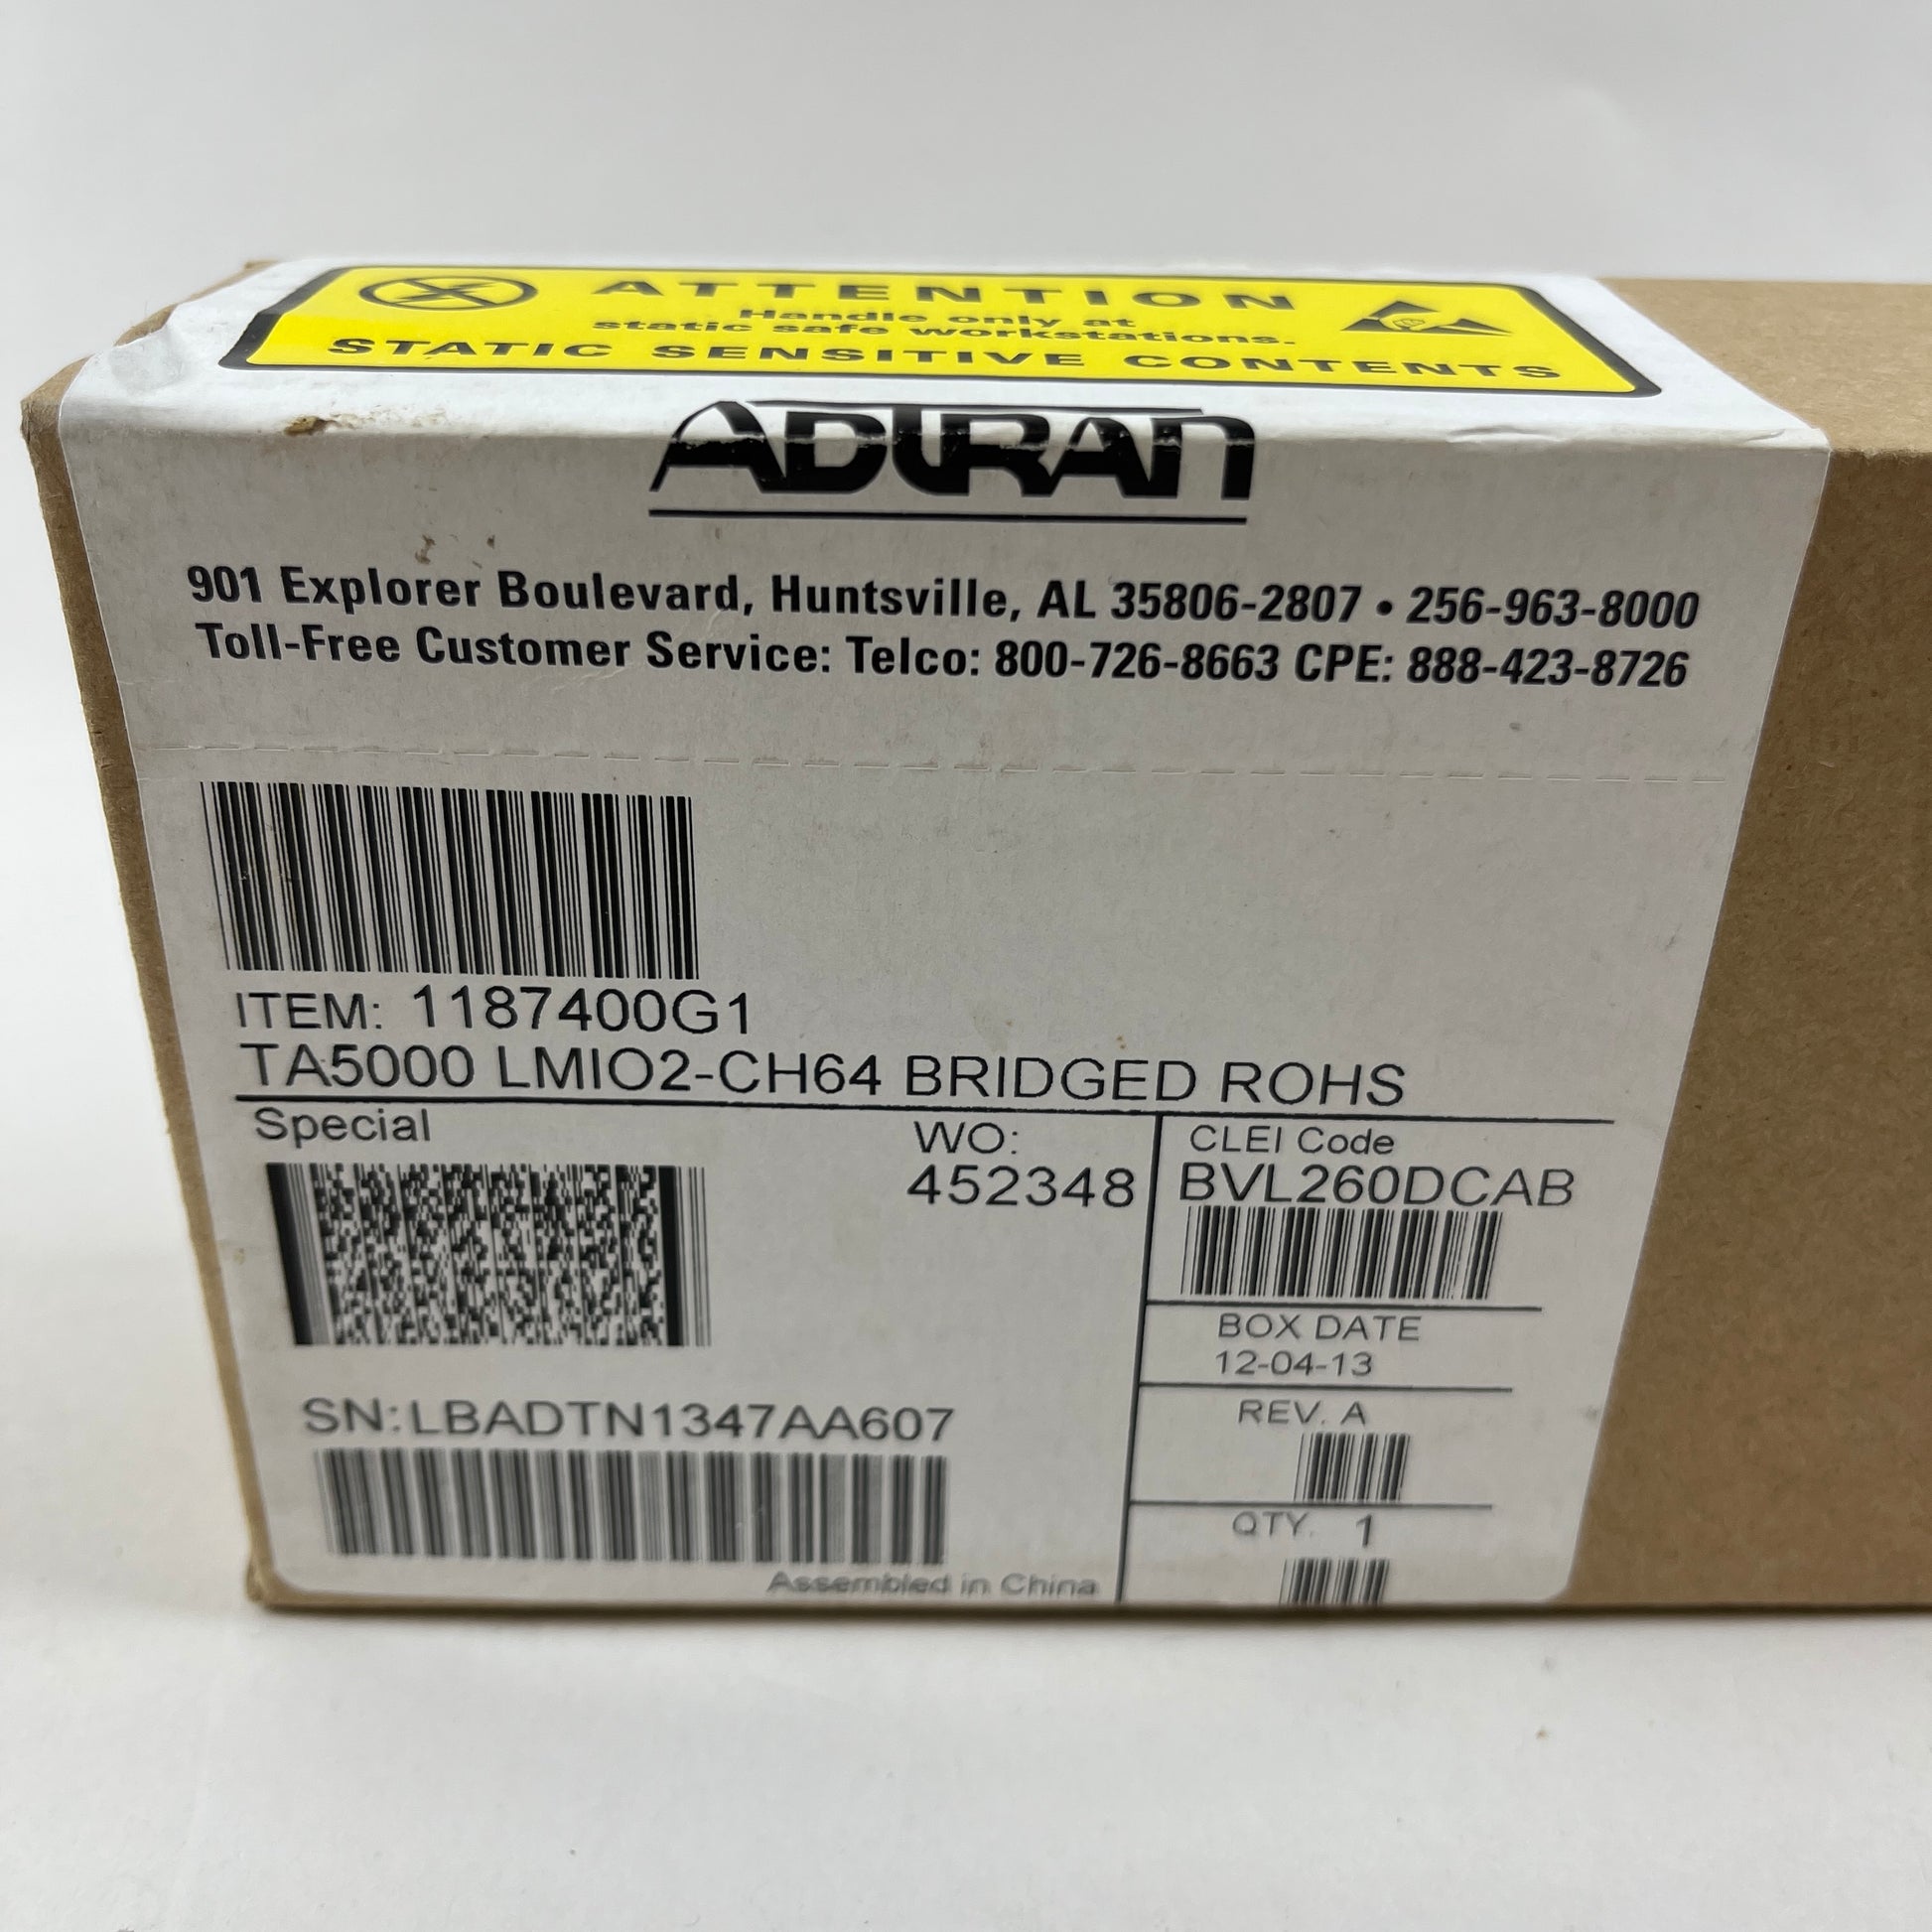 ATTENTION
Handle only at
static safe workstations.
STATIC SENSITIVE CONTENTS
ADTRAN
901 Explorer Boulevard, Huntsville, AL 35806-2807 • 256-963-8000
Toll-Free Customer Service: Telco: 800-726-8663 CPE: 888-423-8726
ITEM: 1187400G1
TA5000 LMIO2-CH64 BRIDGED ROHS
Special
WO:
452348
CLEI Code
BVL260DCAB
BOX DATE
12-04-13
REV. A
QTY. 1
SN:LBADTN1347AA607
Assembled in China